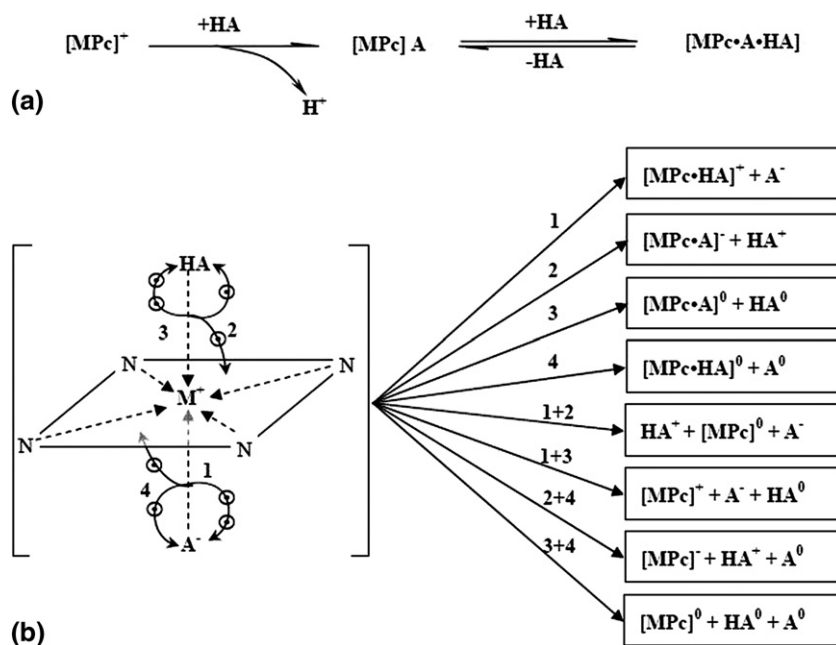 +HA +HA
[MPc]⁺ [MPc] A [MPc•A•HA]
-HA
H⁺
(a)
[MPc•HA]⁺ + A⁻
1
HA
[MPc•A]⁻ + HA⁺
2
3 2
[MPc•A]⁰ + HA⁰
3
N N
[MPc•HA]⁰ + A⁰
4
M⁺
HA⁺ + [MPc]⁰ + A⁻
1+2
N N
1+3
[MPc]⁺ + A⁻ + HA⁰
1
4
2+4
[MPc]⁻ + HA⁺ + A⁰
3+4
A⁻
[MPc]⁰ + HA⁰ + A⁰
(b)